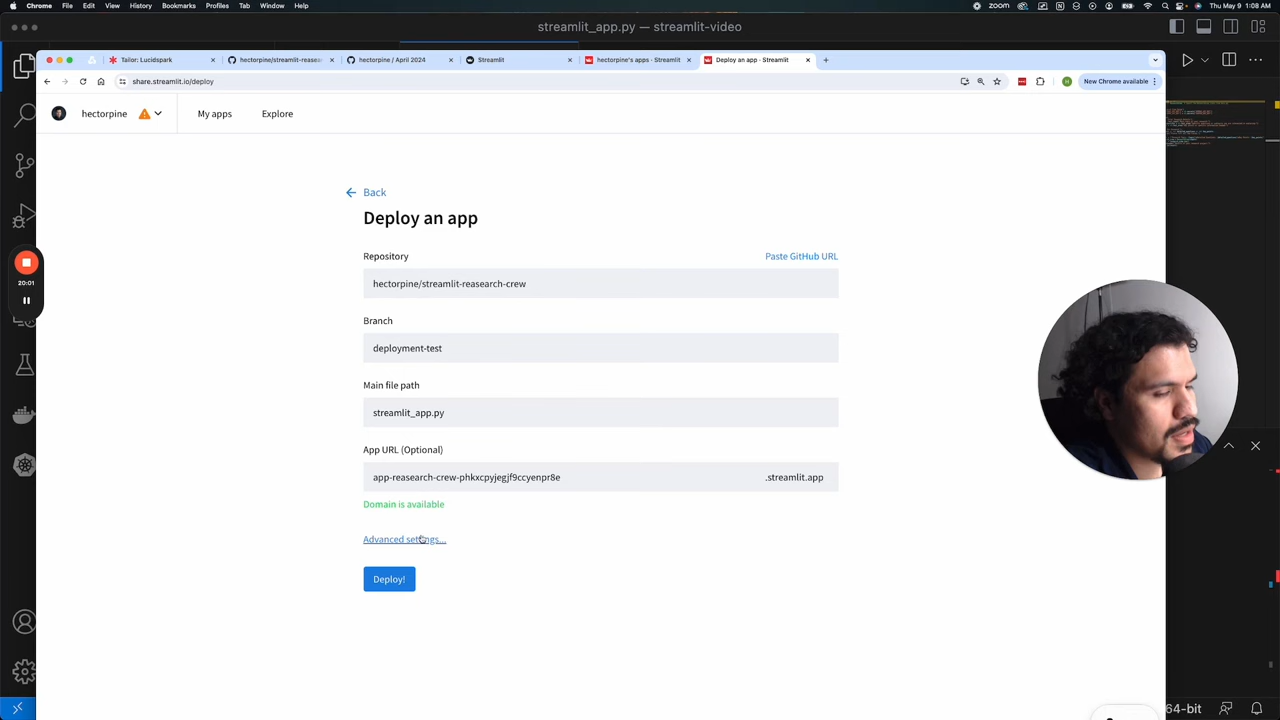 Chrome File Edit View History Bookmarks Profiles Tab Window Help
zoom
Thu May 9 1:08 AM
streamlit_app.py — streamlit-video
Tailor: Lucidspark
hectorpine/streamlit-reasear
hectorpine / April 2024
Streamlit
hectorpine's apps · Streamlit
Deploy an app · Streamlit
share.streamlit.io/deploy
H
New Chrome available
hectorpine
My apps
Explore
Back
Deploy an app
Repository
Paste GitHub URL
hectorpine/streamlit-reasearch-crew
20:01
Branch
deployment-test
Main file path
streamlit_app.py
App URL (Optional)
app-reasearch-crew-phkxcpyjegjf9ccyenpr8e
.streamlit.app
Domain is available
Advanced settings...
Deploy!
64-bit